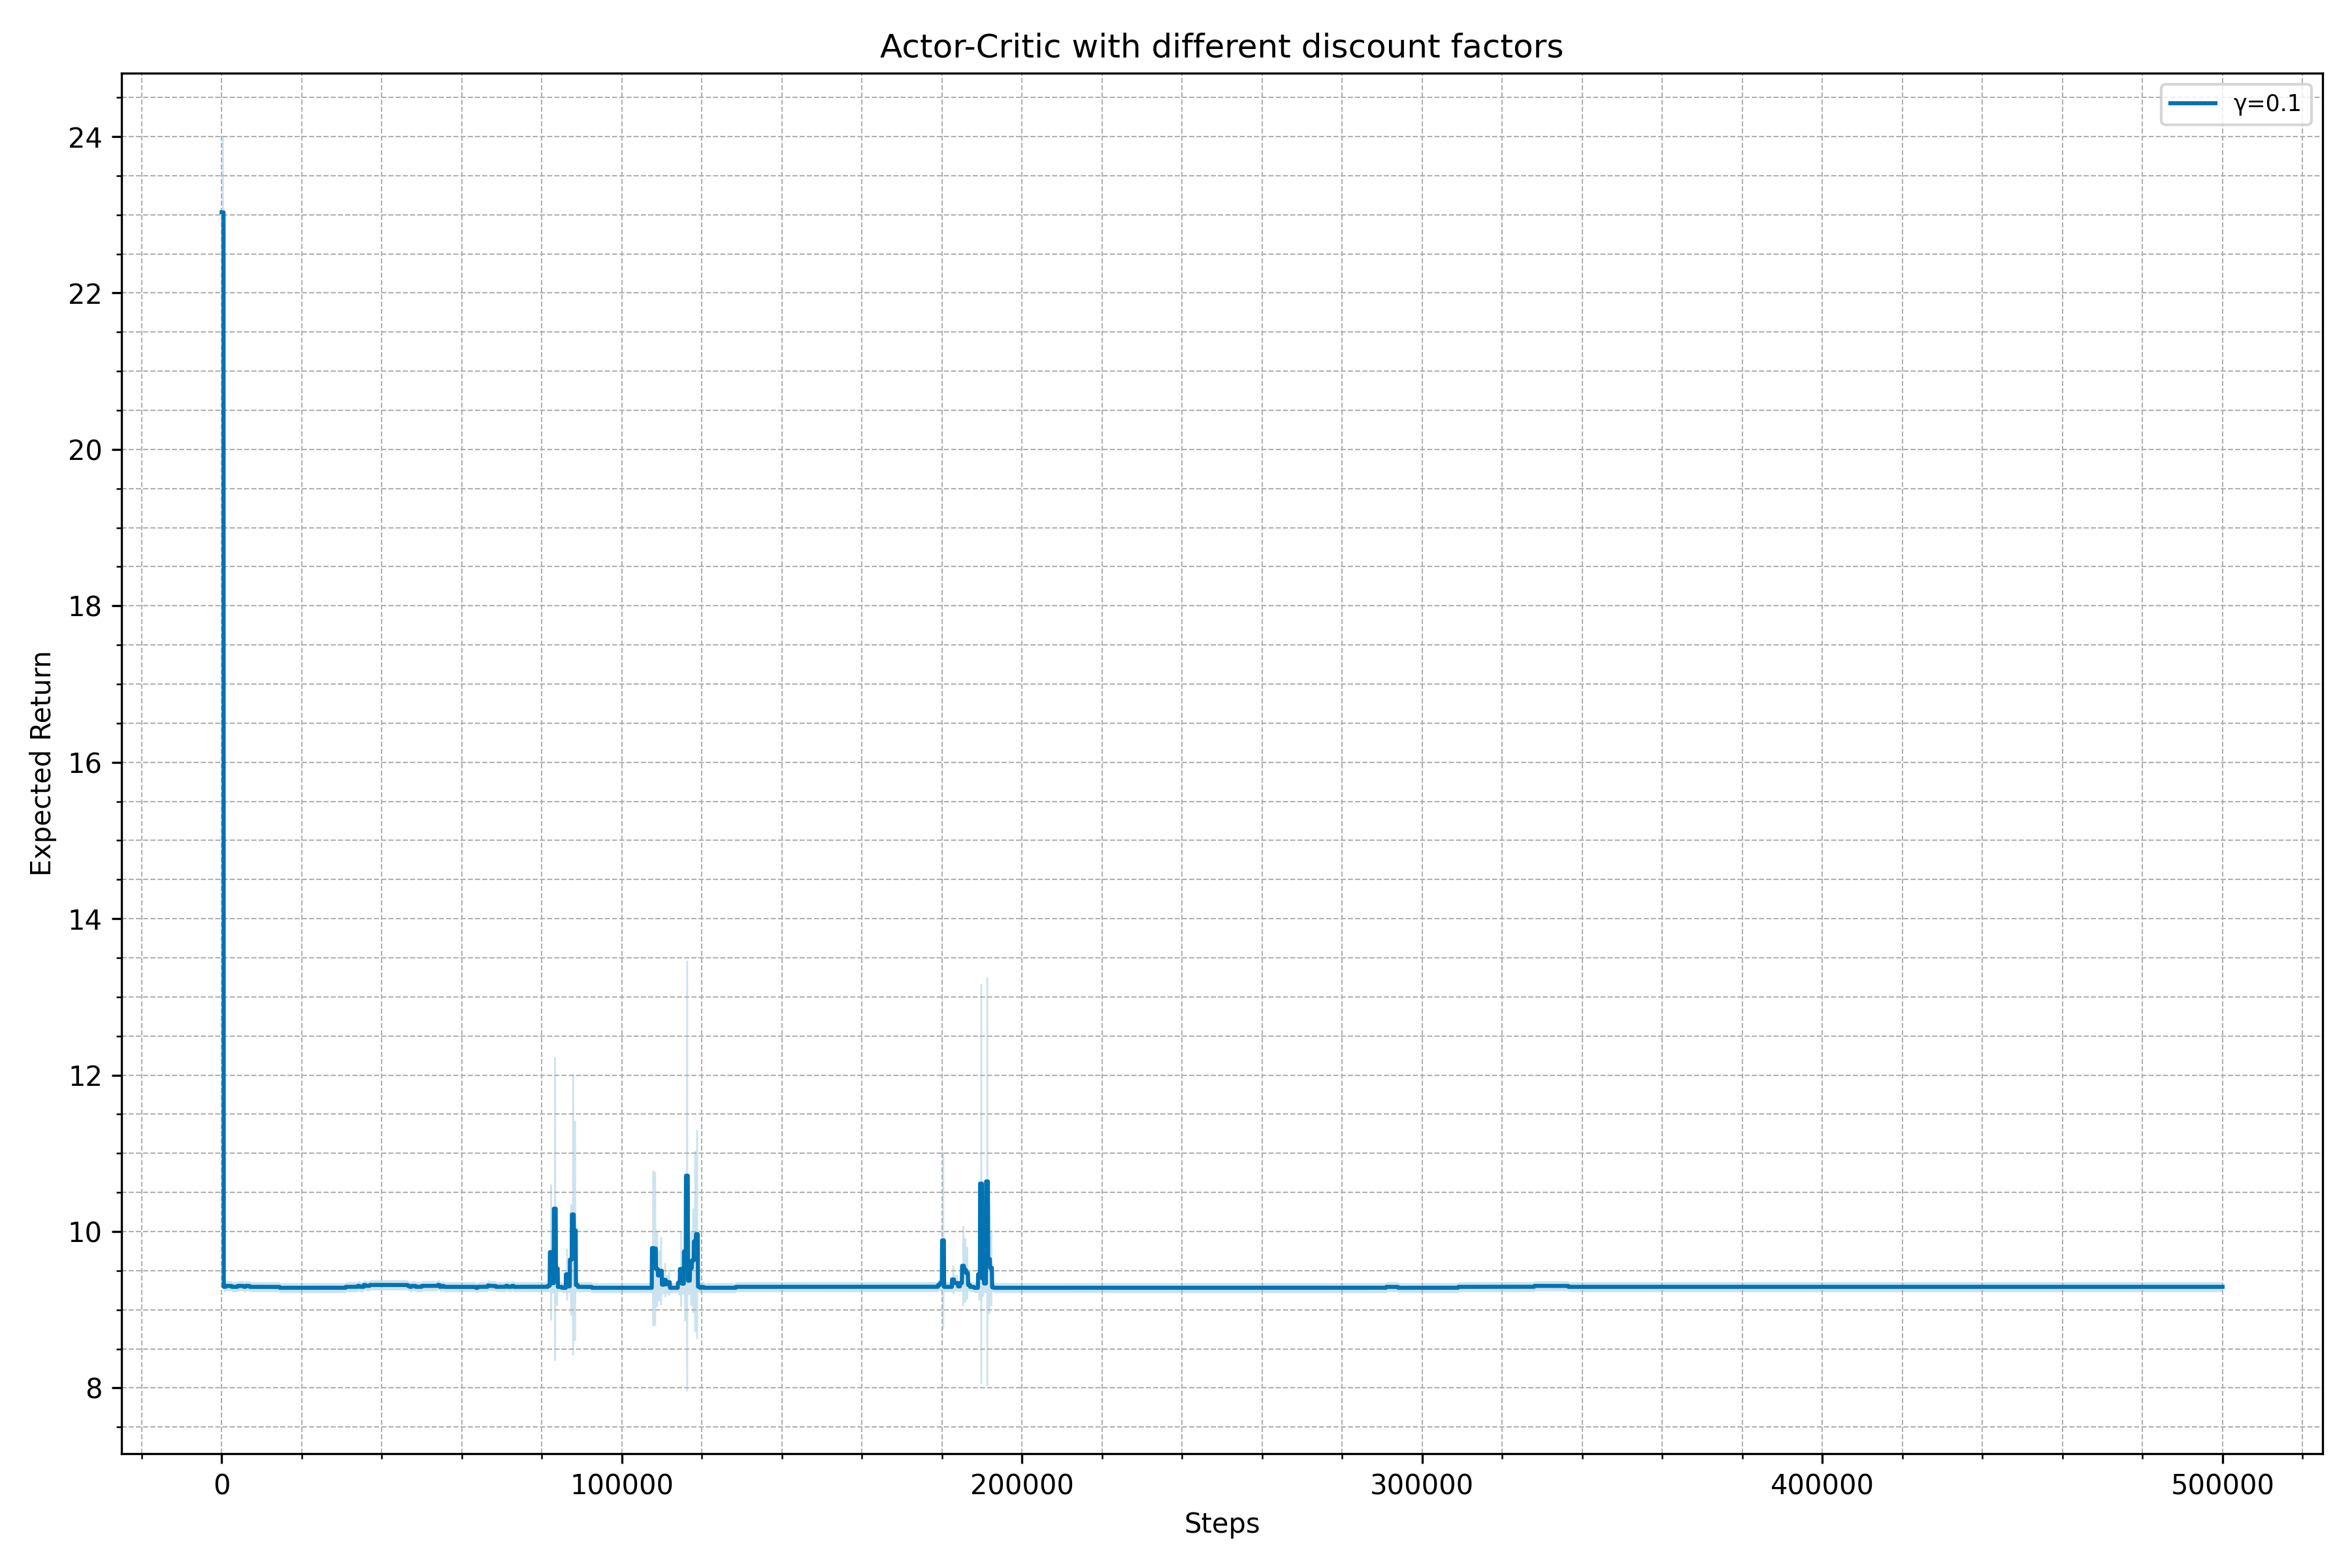 Actor-Critic with different discount factors
γ=0.1
24
22
20
18
16
14
12
10
8
Expected Return
0 100000 200000 300000 400000 500000
Steps